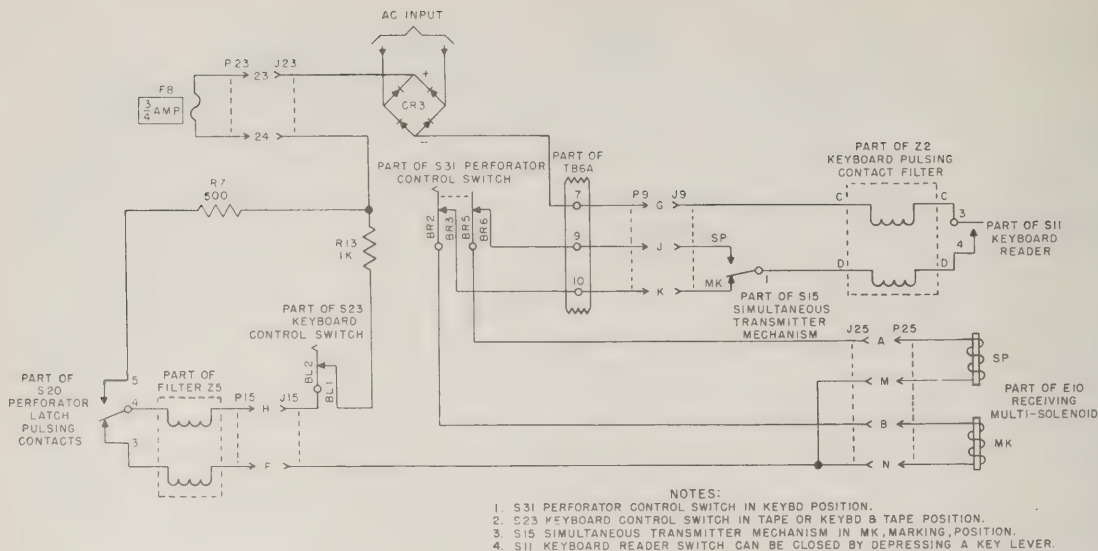 AC INPUT
P23 J23
23
F8
3/4 AMP
24
+
CR3
-
PART OF S31 PERFORATOR
CONTROL SWITCH
PART OF
TB6A
PART OF Z2
KEYBOARD PULSING
CONTACT FILTER
R7
500
R13
1K
BR2
BR3
BR5
BR6
7
9
10
P9 J9
G
J
K
SP
MK
1
C C
D D
3
4
PART OF S11
KEYBOARD
READER
PART OF S15
SIMULTANEOUS
TRANSMITTER
MECHANISM
PART OF S23
KEYBOARD
CONTROL SWITCH
BL2
BL1
PART OF
S20
PERFORATOR
LATCH
PULSING
CONTACTS
5
4
3
PART OF
FILTER Z5
P15 J15
H
F
J25 P25
A
M
B
N
SP
PART OF E10
RECEIVING
MULTI-SOLENOID
MK
NOTES:
1. S31 PERFORATOR CONTROL SWITCH IN KEYBD POSITION.
2. S23 KEYBOARD CONTROL SWITCH IN TAPE OR KEYBD & TAPE POSITION.
3. S15 SIMULTANEOUS TRANSMITTER MECHANISM IN MK, MARKING, POSITION.
4. S11 KEYBOARD READER SWITCH CAN BE CLOSED BY DEPRESSING A KEY LEVER.